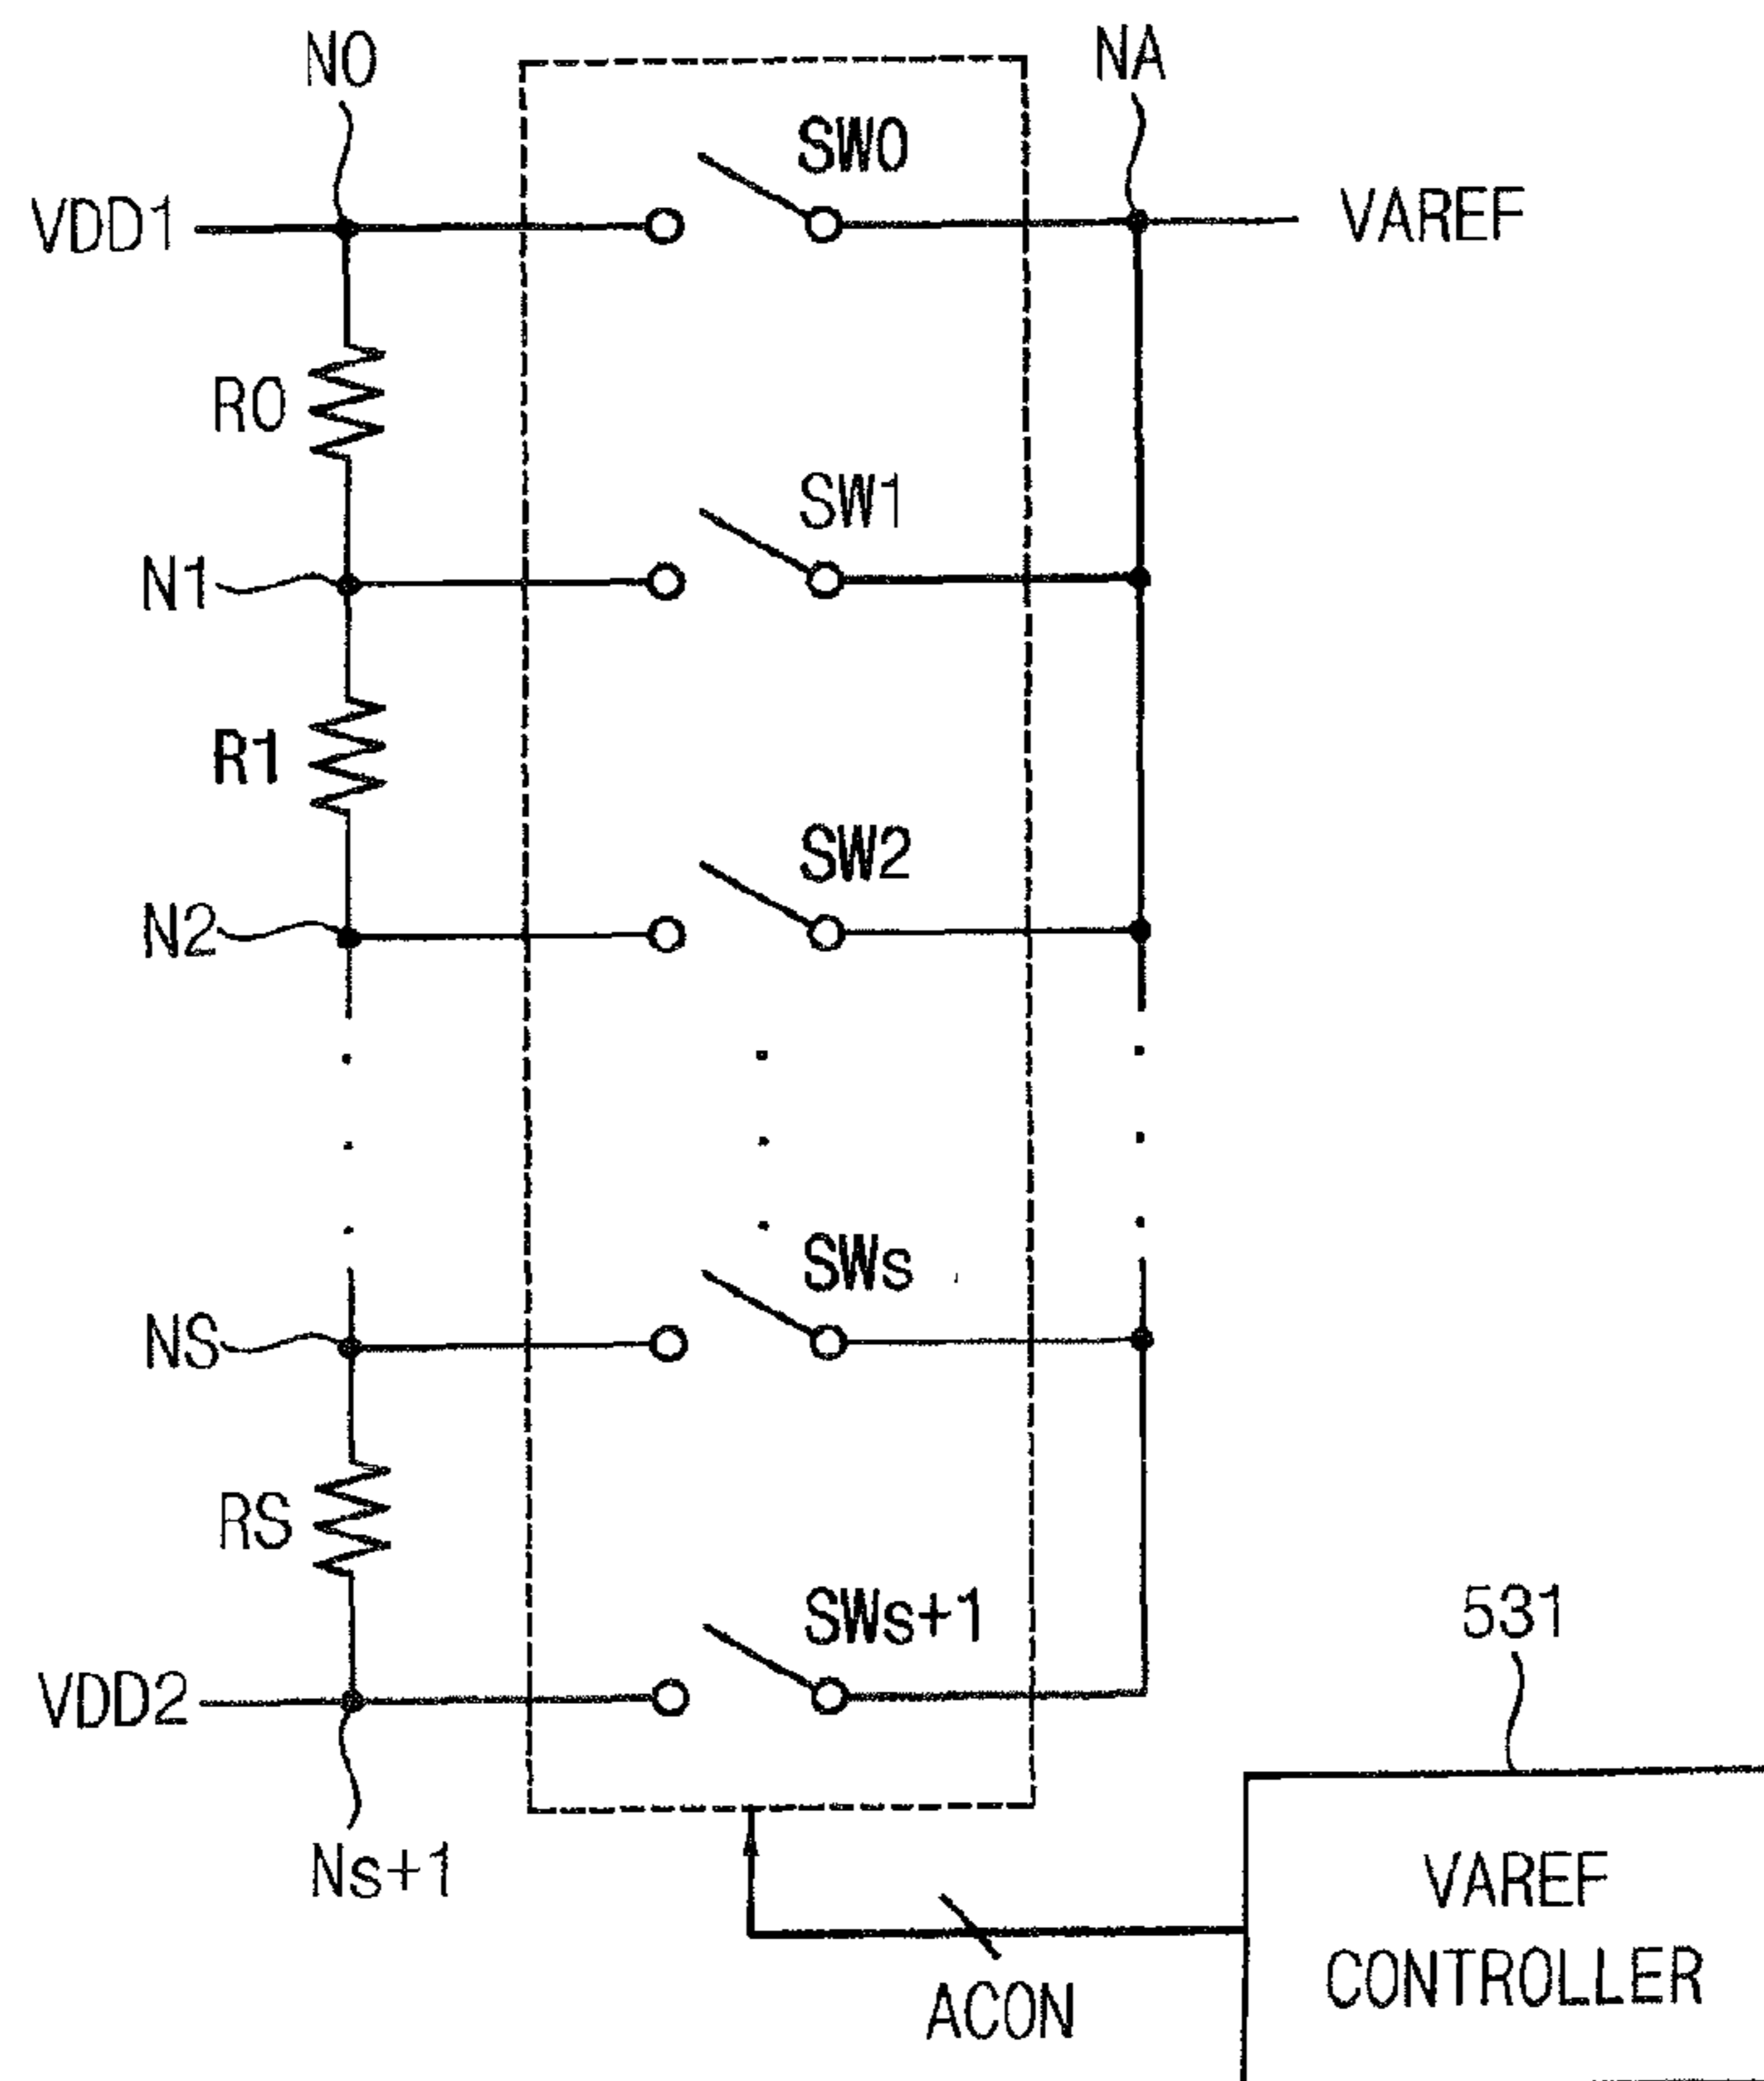 N0
NA
SW0
VDD1
VAREF
R0
SW1
N1
R1
SW2
N2
SWs
NS
RS
SWs+1
531
VDD2
Ns+1
VAREF
CONTROLLER
ACON